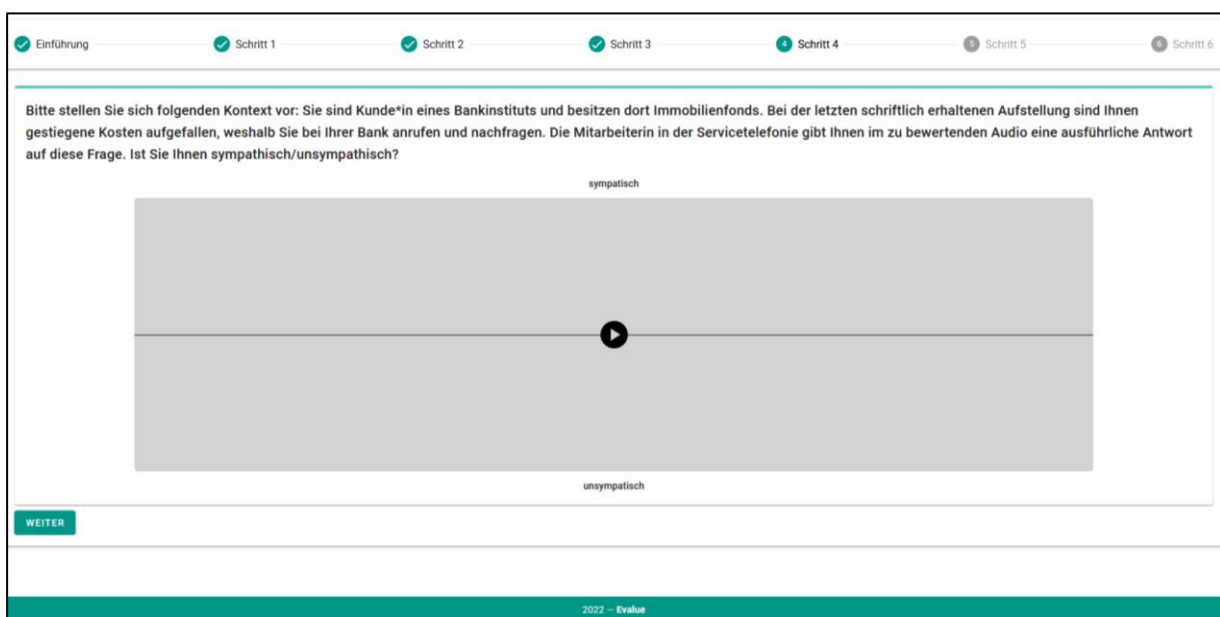 Einführung Schritt 1 Schritt 2 Schritt 3 4 Schritt 4 5 Schritt 5 6 Schritt 6
Bitte stellen Sie sich folgenden Kontext vor: Sie sind Kunde*in eines Bankinstituts und besitzen dort Immobilienfonds. Bei der letzten schriftlich erhaltenen Aufstellung sind Ihnen
gestiegene Kosten aufgefallen, weshalb Sie bei Ihrer Bank anrufen und nachfragen. Die Mitarbeiterin in der Servicetelefonie gibt Ihnen im zu bewertenden Audio eine ausführliche Antwort
auf diese Frage. Ist Sie Ihnen sympathisch/unsympathisch?
sympatisch
unsympatisch
WEITER
2022 — Evalue